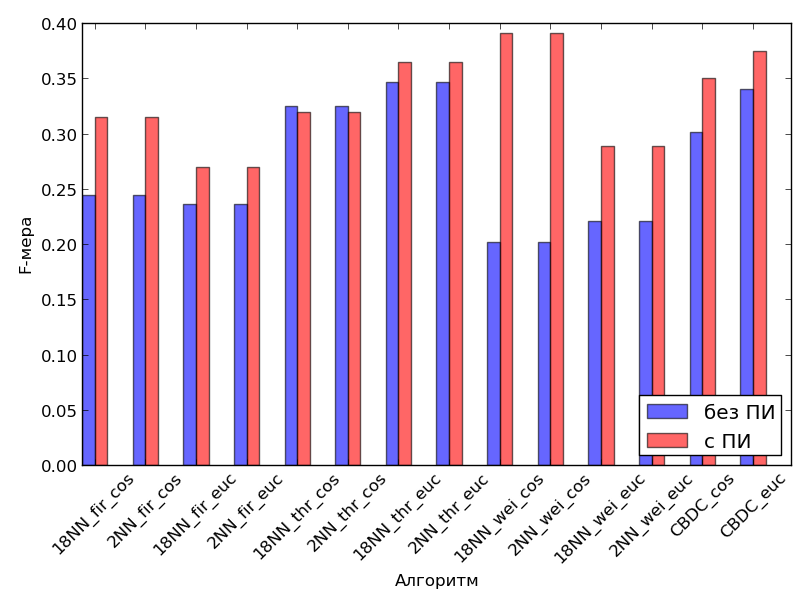 0.40
0.35
0.30
0.25
0.20
0.15
0.10
0.05
0.00
F-мера
без ПИ
с ПИ
18NN_fir_cos
2NN_fir_cos
18NN_fir_euc
2NN_fir_euc
18NN_thr_cos
2NN_thr_cos
18NN_thr_euc
2NN_thr_euc
18NN_wei_cos
2NN_wei_cos
18NN_wei_euc
2NN_wei_euc
CBDC_cos
CBDC_euc
Алгоритм